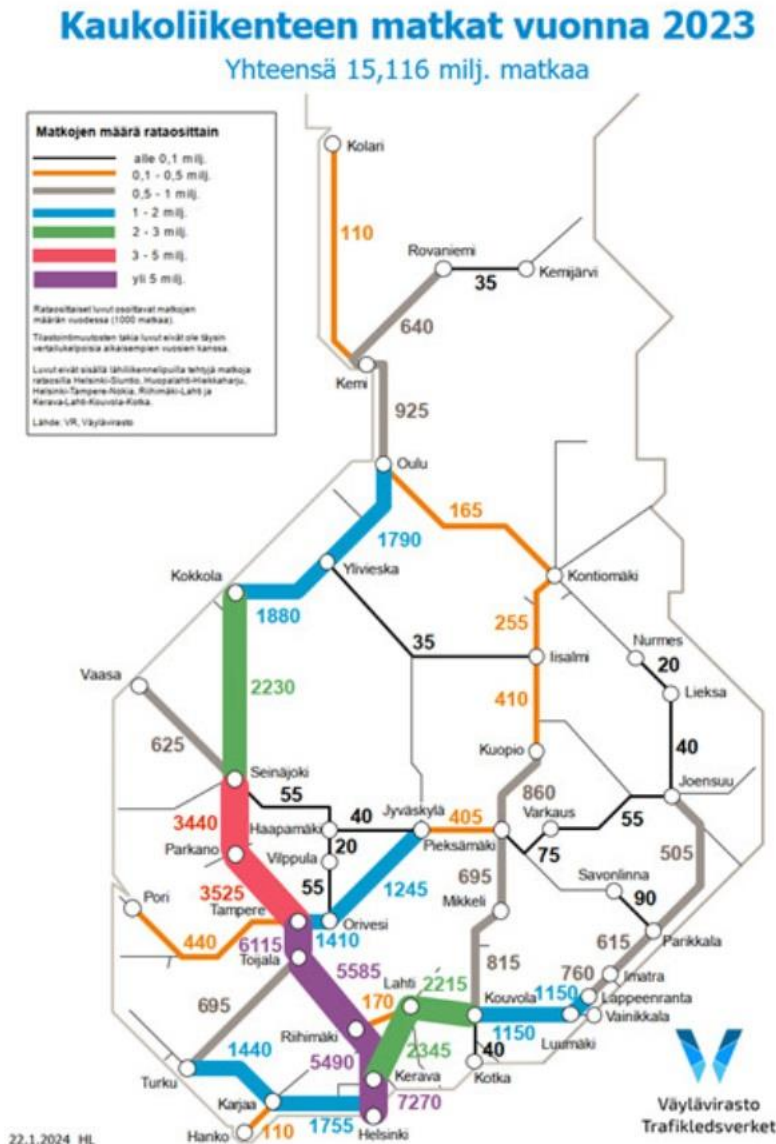 Kaukoliikenteen matkat vuonna 2023
Yhteensä 15,116 milj. matkaa
Matkojen määrä rataosittain
alle 0,1 milj.
0,1 - 0,5 milj.
0,5 - 1 milj.
1 - 2 milj.
2 - 3 milj.
3 - 5 milj.
yli 5 milj.
Rataosittaiset luvut osoittavat matkojen
määrän vuodessa (1000 matkaa).
Tilastointimuutosten takia luvut eivät ole täysin
vertailukelpoisia aikaisempien vuosien kanssa.
Luvut eivät sisällä lähiliikennelipuilla tehtyjä matkoja
rataosilla Helsinki-Siuntio, Huopalahti-Heikkaharju,
Helsinki-Tampere-Nokia, Riihimäki-Lahti ja
Kerava-Lahti-Kouvola-Kotka.
Lähde: VR, Väylävirasto
Kolari
110
Rovaniemi
35
Kemijärvi
640
Kemi
925
Oulu
165
1790
Ylivieska
Kontiomäki
Kokkola
1880
255
35
Iisalmi
Nurmes
20
Lieksa
Vaasa
2230
410
625
Kuopio
40
Seinäjoki
55
860
Joensuu
3440
Haapamäki
40
Jyväskylä
405
Varkaus
55
Parkano
20
Vilppula
Pieksämäki
75
505
3525
55
1245
695
Savonlinna
90
Pori
Tampere
Mikkeli
440
1410
Orivesi
Parikkala
6115
615
Toijala
5585
815
Imatra
695
Lahti
2215
760
170
Kouvola
1150
Lappeenranta
Vainikkala
Riihimäki
1150
Luumäki
1440
5490
2345
40
Turku
Kerava
Kotka
Karjaa
7270
Hanko
110
1755
Helsinki
Väylävirasto
Trafikledsverket
22.1.2024 HL